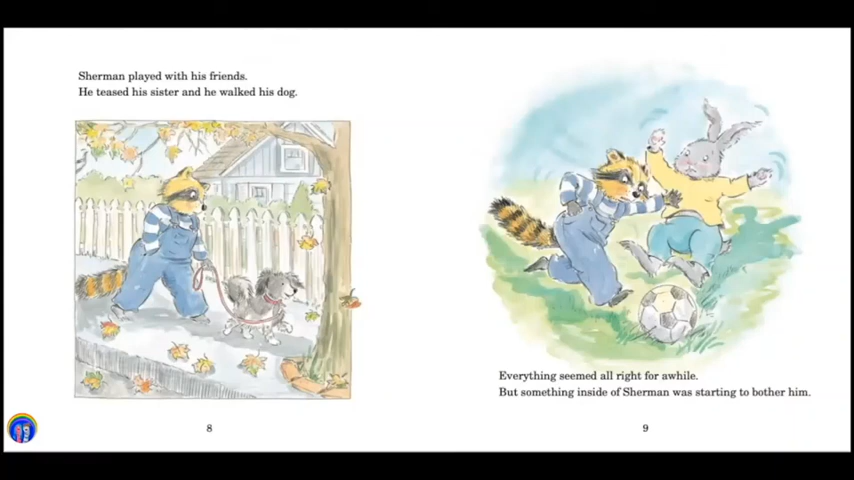 Sherman played with his friends.
He teased his sister and he walked his dog.
8
Everything seemed all right for awhile.
But something inside of Sherman was starting to bother him.
9